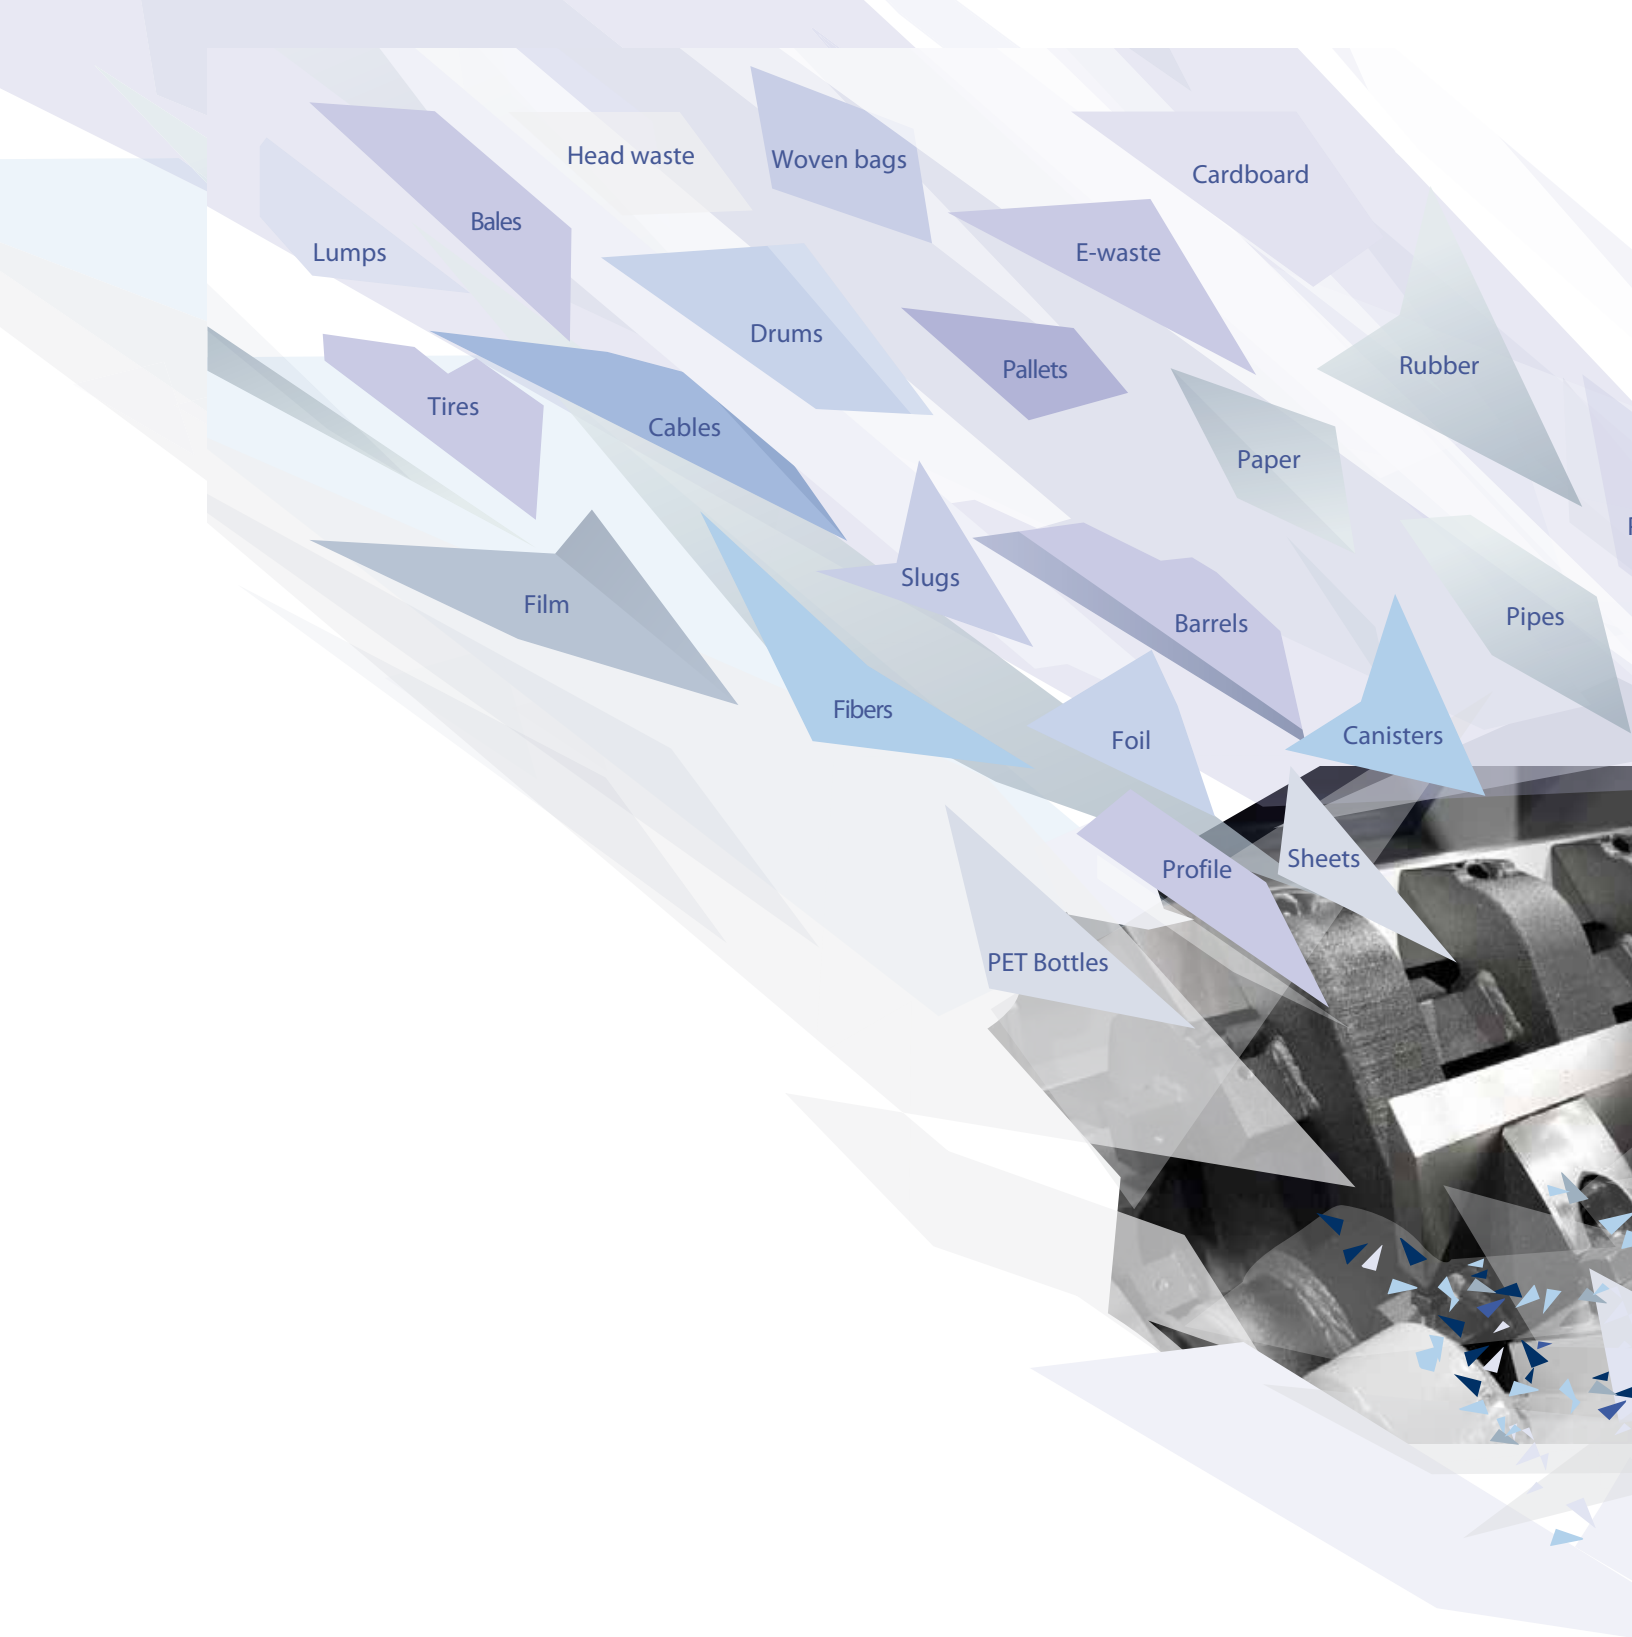 Head waste
Woven bags
Cardboard
Bales
Lumps
E-waste
Drums
Pallets
Rubber
Tires
Cables
Paper
Film
Slugs
Barrels
Pipes
Fibers
Foil
Canisters
Profile
Sheets
PET Bottles